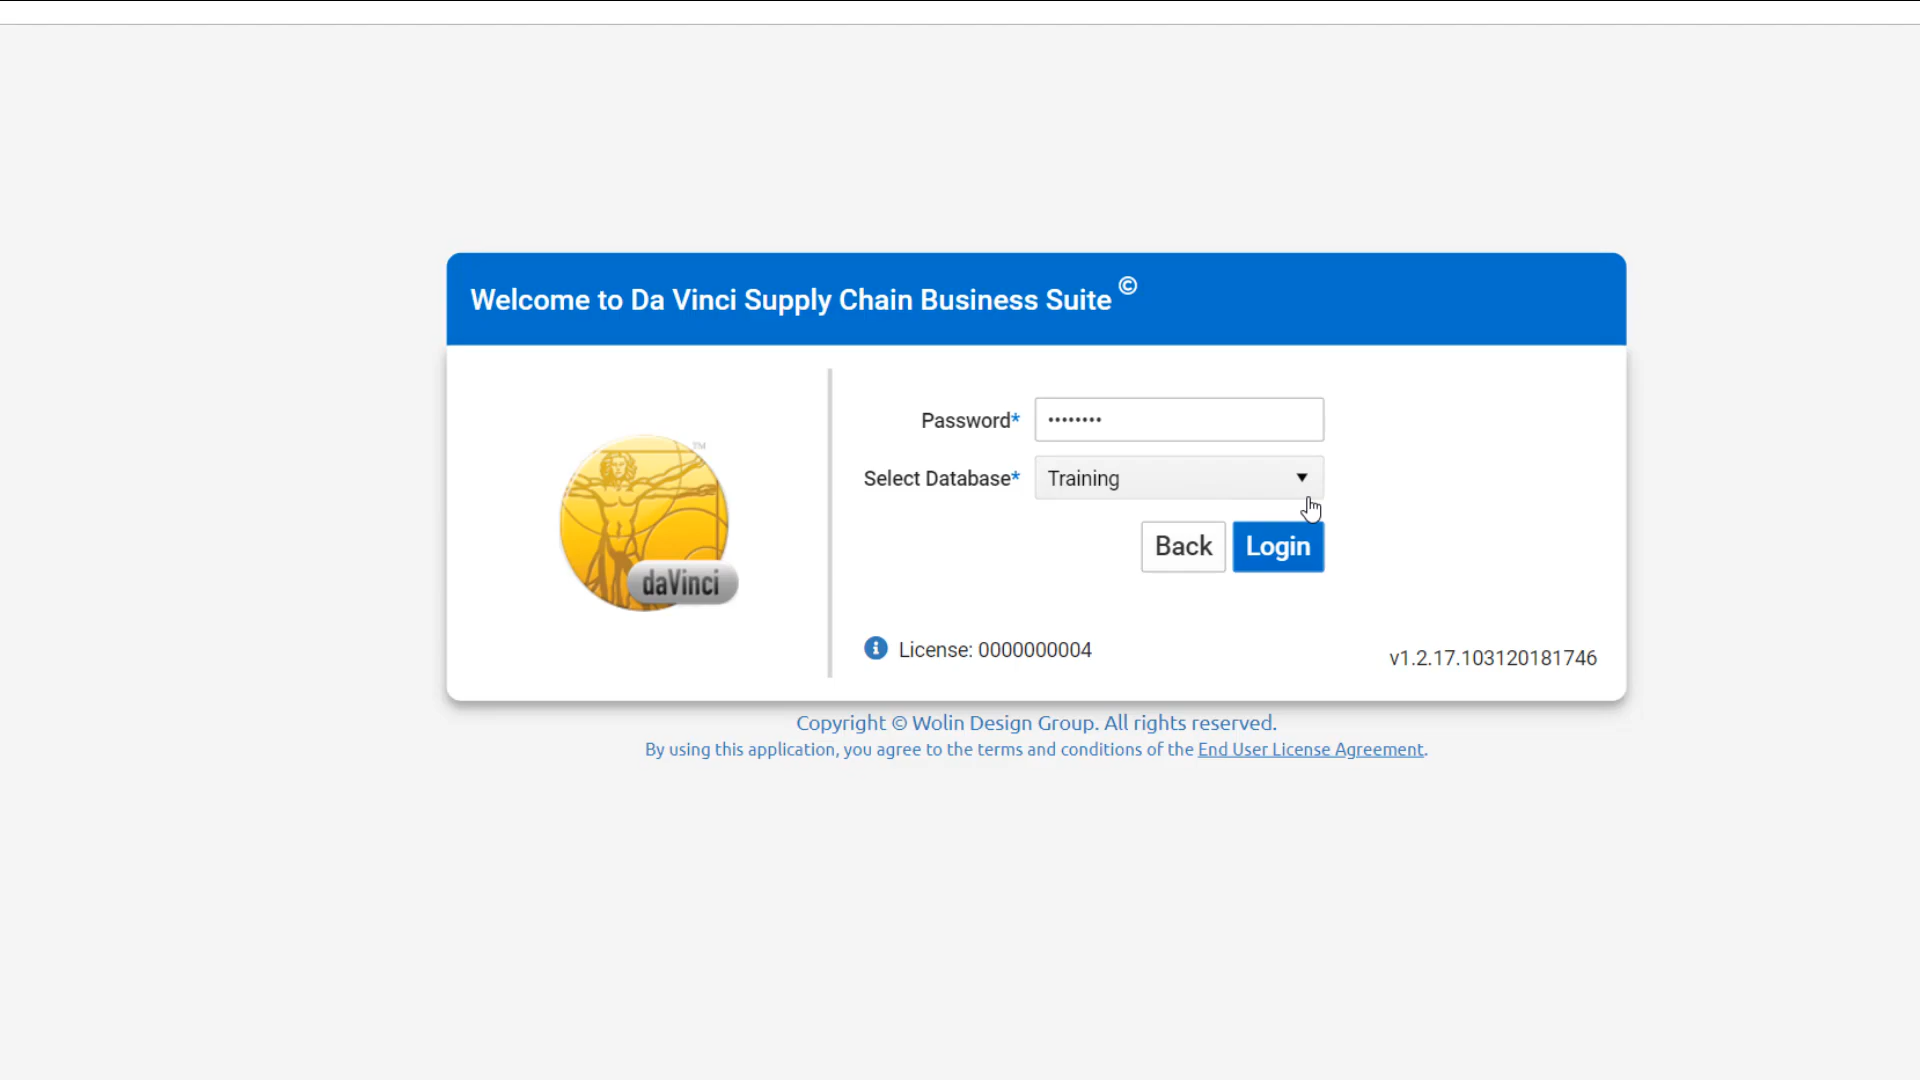 Welcome to Da Vinci Supply Chain Business Suite ©
Password* ••••••••
Select Database* Training ▼
Back Login
™
daVinci
License: 0000000004
v1.2.17.103120181746
Copyright © Wolin Design Group. All rights reserved.
By using this application, you agree to the terms and conditions of the End User License Agreement.